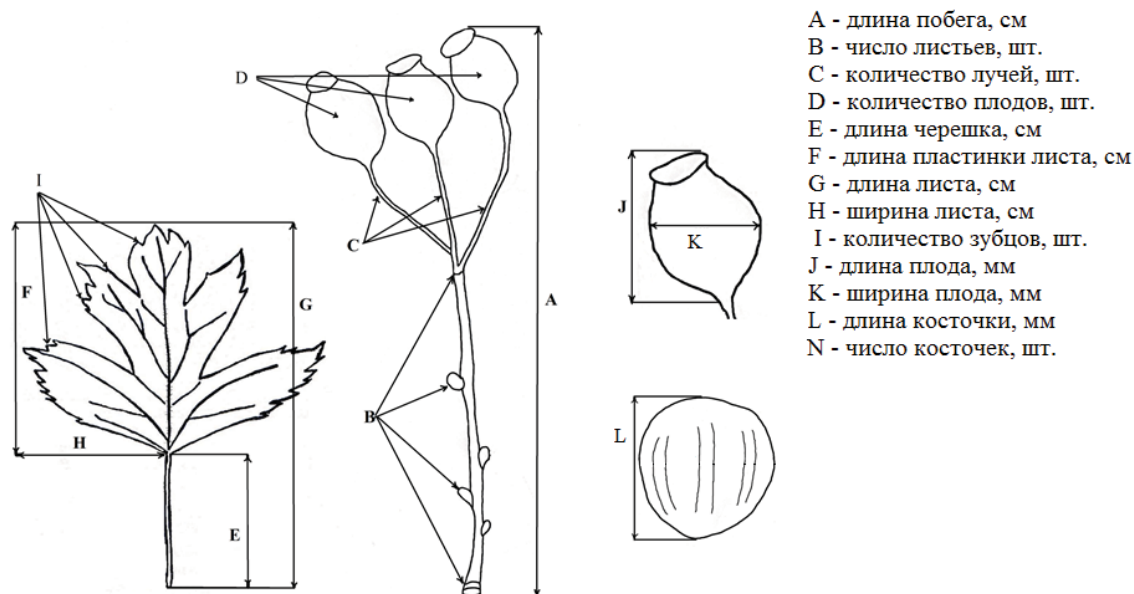 A - длина побега, см
B - число листьев, шт.
C - количество лучей, шт.
D - количество плодов, шт.
E - длина черешка, см
F - длина пластинки листа, см
G - длина листа, см
H - ширина листа, см
I - количество зубцов, шт.
J - длина плода, мм
K - ширина плода, мм
L - длина косточки, мм
N - число косточек, шт.
D
I
C
F
G
A
H
B
E
J
K
L